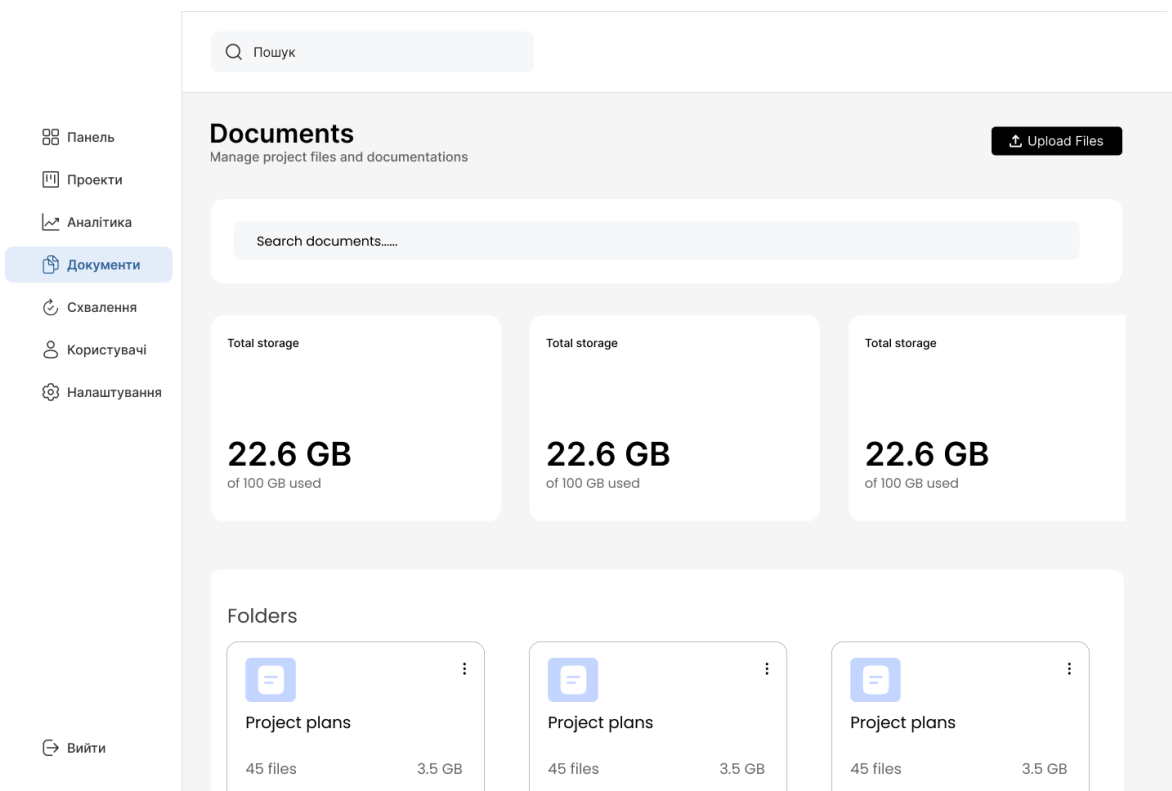 Пошук
Панель
Проекти
Аналітика
Документи
Схвалення
Користувачі
Налаштування
Вийти
Documents
Manage project files and documentations
Upload Files
Search documents......
Total storage
22.6 GB
of 100 GB used
Total storage
22.6 GB
of 100 GB used
Total storage
22.6 GB
of 100 GB used
Folders
Project plans
45 files 3.5 GB
Project plans
45 files 3.5 GB
Project plans
45 files 3.5 GB